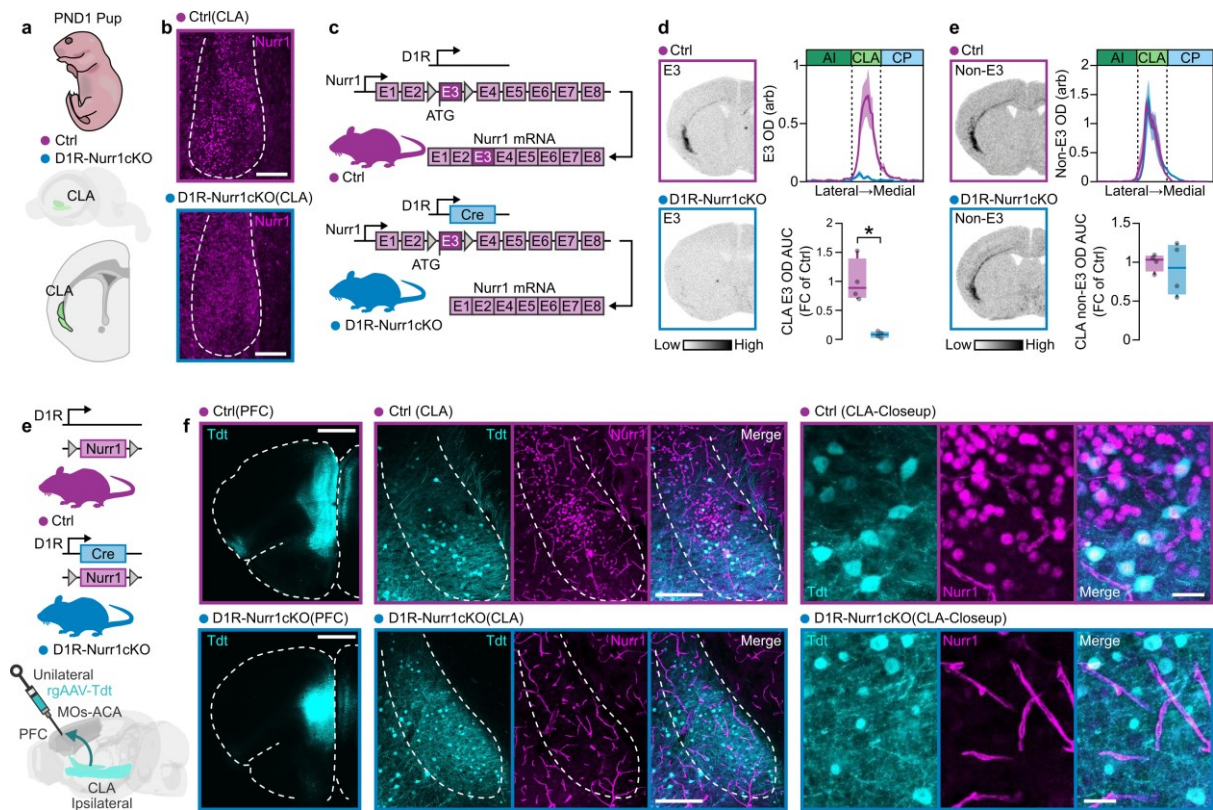 a
PND1 Pup
Ctrl
D1R-Nurr1cKO
CLA
CLA
b
Ctrl(CLA)
Nurr1
D1R-Nurr1cKO(CLA)
Nurr1
c
D1R
Nurr1
E1 E2 E3 E4 E5 E6 E7 E8
ATG
Nurr1 mRNA
E1 E2 E3 E4 E5 E6 E7 E8
Ctrl
D1R
Cre
Nurr1
E1 E2 E3 E4 E5 E6 E7 E8
ATG
Nurr1 mRNA
E1 E2 E4 E5 E6 E7 E8
D1R-Nurr1cKO
d
Ctrl
E3
D1R-Nurr1cKO
E3
Low High
AI CLA CP
E3 OD (arb)
1
0.5
0
Lateral→Medial
CLA E3 OD AUC
(FC of Ctrl)
2
1.5
1
0.5
0
*
e
Ctrl
Non-E3
D1R-Nurr1cKO
Non-E3
Low High
AI CLA CP
Non-E3 OD (arb)
2
1.5
1
0.5
0
Lateral→Medial
CLA non-E3 OD AUC
(FC of Ctrl)
1.5
1
0.5
0
e
D1R
Nurr1
Ctrl
D1R
Cre
Nurr1
D1R-Nurr1cKO
Unilateral
rgAAV-Tdt
MOs-ACA
PFC
CLA
Ipsilateral
f
Ctrl(PFC)
Tdt
Ctrl (CLA)
Tdt Nurr1 Merge
Ctrl (CLA-Closeup)
Tdt Nurr1 Merge
D1R-Nurr1cKO(PFC)
Tdt
D1R-Nurr1cKO(CLA)
Tdt Nurr1 Merge
D1R-Nurr1cKO(CLA-Closeup)
Tdt Nurr1 Merge